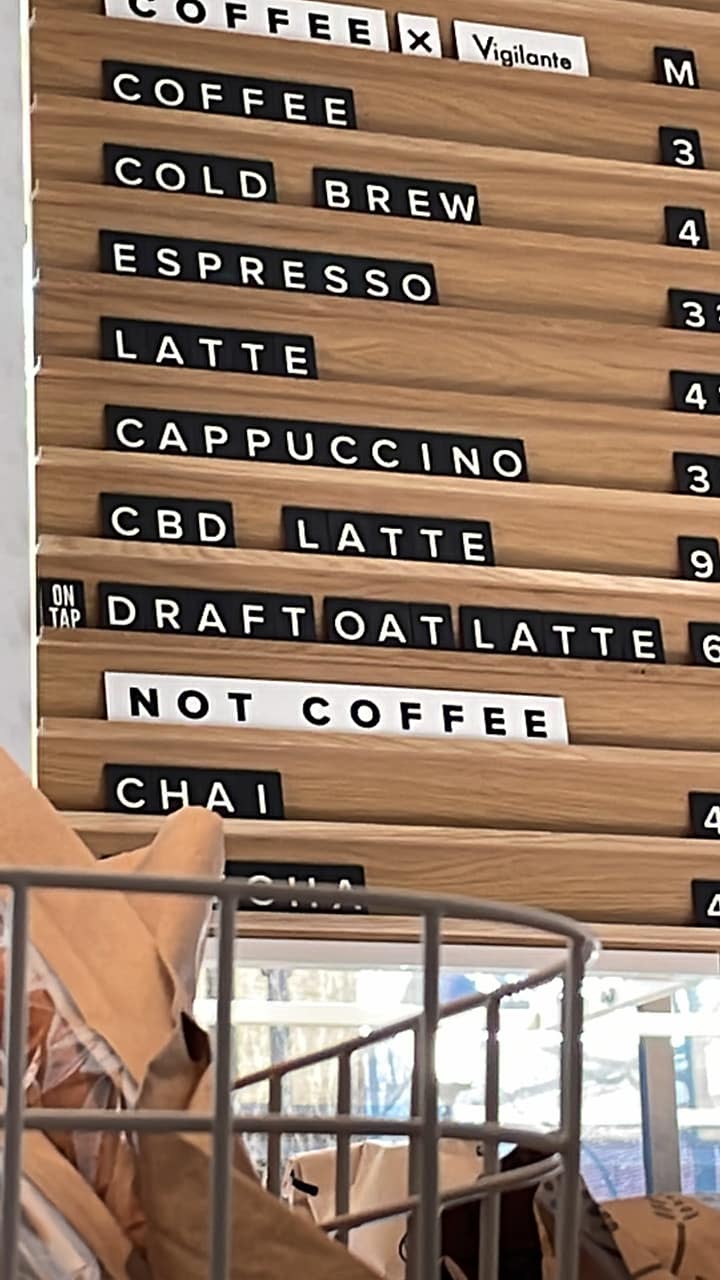 COFFEE × Vigilante M
COFFEE 3
COLD BREW 4
ESPRESSO 3
LATTE 4
CAPPUCCINO 3
CBD LATTE 9
ON TAP DRAFT OAT LATTE 6
NOT COFFEE
CHAI 4
4